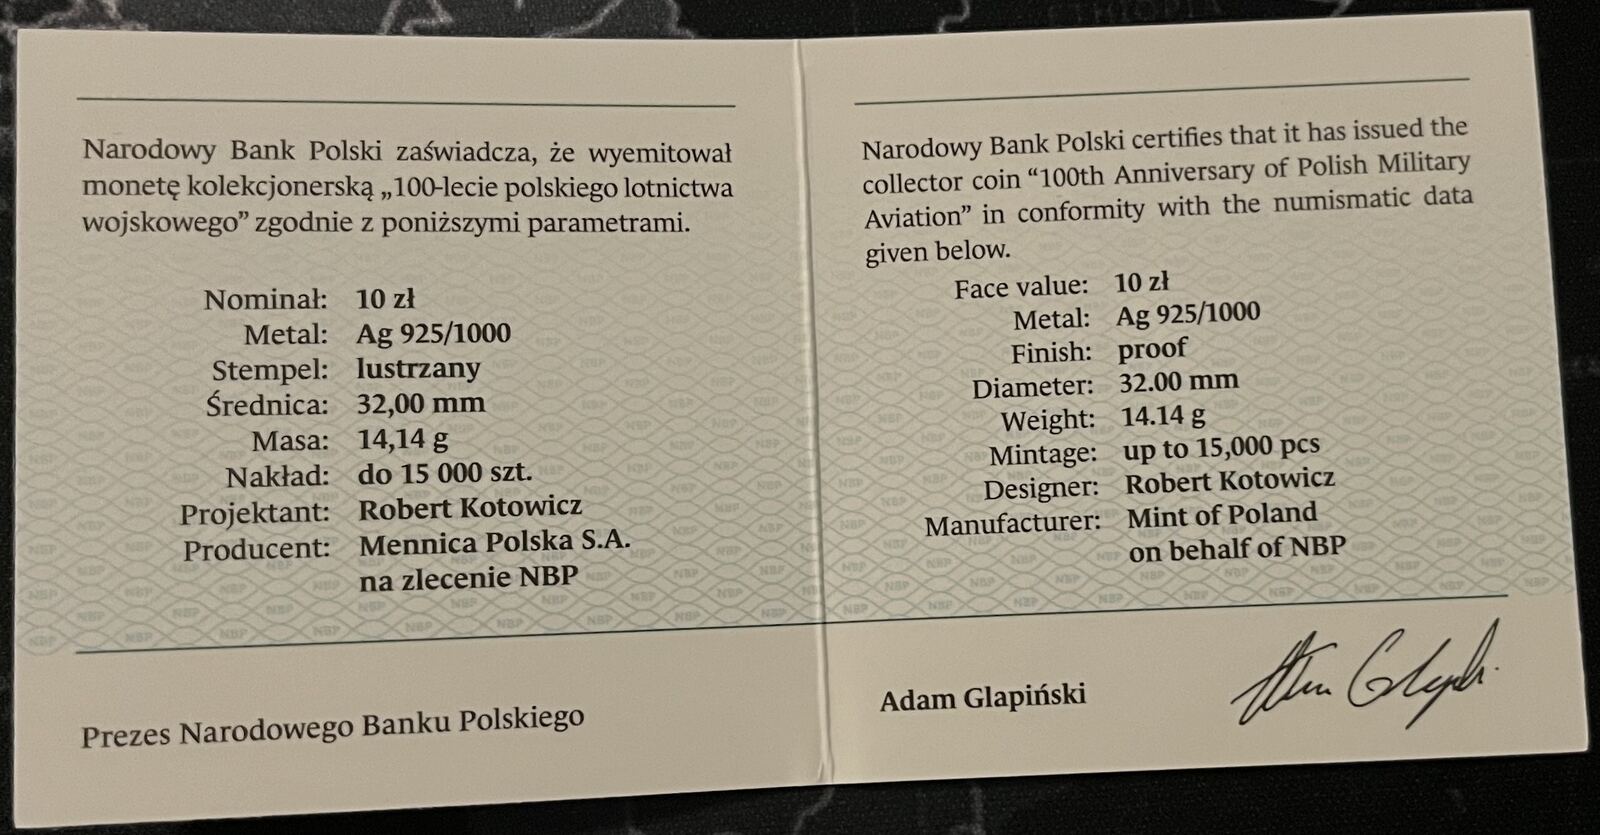 Narodowy Bank Polski zaświadcza, że wyemitował
monetę kolekcjonerską „100-lecie polskiego lotnictwa
wojskowego” zgodnie z poniższymi parametrami.
Nominał: 10 zł
Metal: Ag 925/1000
Stempel: lustrzany
Średnica: 32,00 mm
Masa: 14,14 g
Nakład: do 15 000 szt.
Projektant: Robert Kotowicz
Producent: Mennica Polska S.A.
na zlecenie NBP
Prezes Narodowego Banku Polskiego
Narodowy Bank Polski certifies that it has issued the
collector coin “100th Anniversary of Polish Military
Aviation” in conformity with the numismatic data
given below.
Face value: 10 zł
Metal: Ag 925/1000
Finish: proof
Diameter: 32.00 mm
Weight: 14.14 g
Mintage: up to 15,000 pcs
Designer: Robert Kotowicz
Manufacturer: Mint of Poland
on behalf of NBP
Adam Glapiński